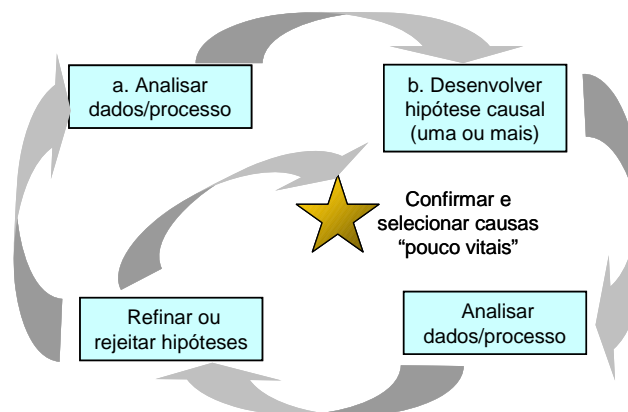 a. Analisar
dados/processo
b. Desenvolver
hipótese causal
(uma ou mais)
Confirmar e
selecionar causas
“pouco vitais”
Refinar ou
rejeitar hipóteses
Analisar
dados/processo